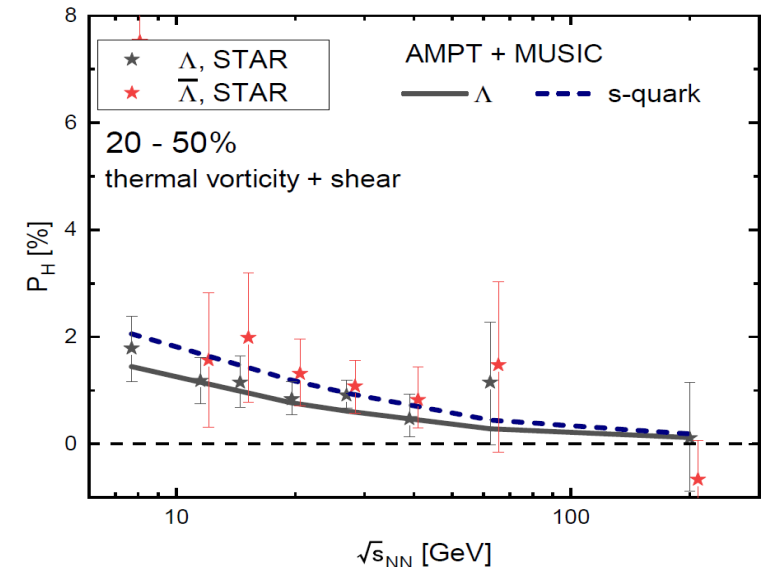 8
6
4
2
0
P_H [%]
Λ, STAR
Λ̅, STAR
AMPT + MUSIC
Λ
s-quark
20 - 50%
thermal vorticity + shear
10
100
√s_NN [GeV]